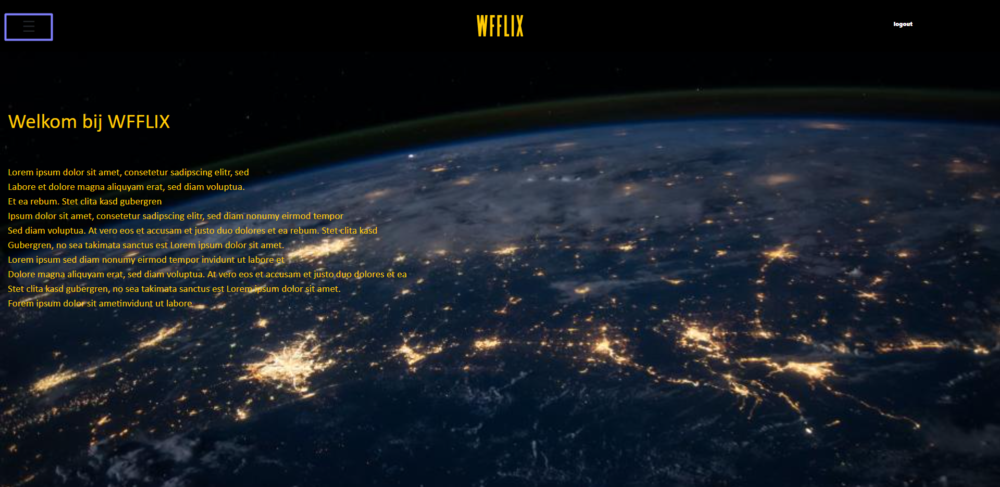 WFFLIX
logout
Welkom bij WFFLIX
Lorem ipsum dolor sit amet, consetetur sadipscing elitr, sed
Labore et dolore magna aliquyam erat, sed diam voluptua.
Et ea rebum. Stet clita kasd gubergren
Ipsum dolor sit amet, consetetur sadipscing elitr, sed diam nonumy eirmod tempor
Sed diam voluptua. At vero eos et accusam et justo duo dolores et ea rebum. Stet clita kasd
Gubergren, no sea takimata sanctus est Lorem ipsum dolor sit amet.
Lorem ipsum sed diam nonumy eirmod tempor invidunt ut labore et
Dolore magna aliquyam erat, sed diam voluptua. At vero eos et accusam et justo duo dolores et ea
Stet clita kasd gubergren, no sea takimata sanctus est Lorem ipsum dolor sit amet.
Forem ipsum dolor sit ametinvidunt ut labore